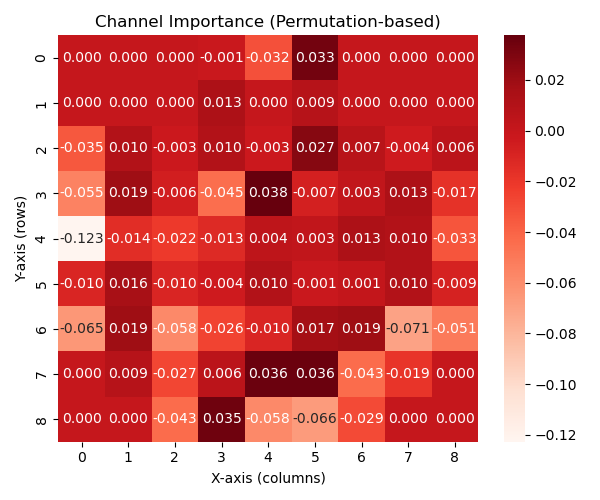 Channel Importance (Permutation-based)
0 0.000 0.000 0.000 -0.001 -0.032 0.033 0.000 0.000 0.000
1 0.000 0.000 0.000 0.013 0.000 0.009 0.000 0.000 0.000
2 -0.035 0.010 -0.003 0.010 -0.003 0.027 0.007 -0.004 0.006
3 -0.055 0.019 -0.006 -0.045 0.038 -0.007 0.003 0.013 -0.017
4 -0.123 -0.014 -0.022 -0.013 0.004 0.003 0.013 0.010 -0.033
5 -0.010 0.016 -0.010 -0.004 0.010 -0.001 0.001 0.010 -0.009
6 -0.065 0.019 -0.058 -0.026 -0.010 0.017 0.019 -0.071 -0.051
7 0.000 0.009 -0.027 0.006 0.036 0.036 -0.043 -0.019 0.000
8 0.000 0.000 -0.043 0.035 -0.058 -0.066 -0.029 0.000 0.000
0 1 2 3 4 5 6 7 8
X-axis (columns)
Y-axis (rows)
0.02
0.00
−0.02
−0.04
−0.06
−0.08
−0.10
−0.12